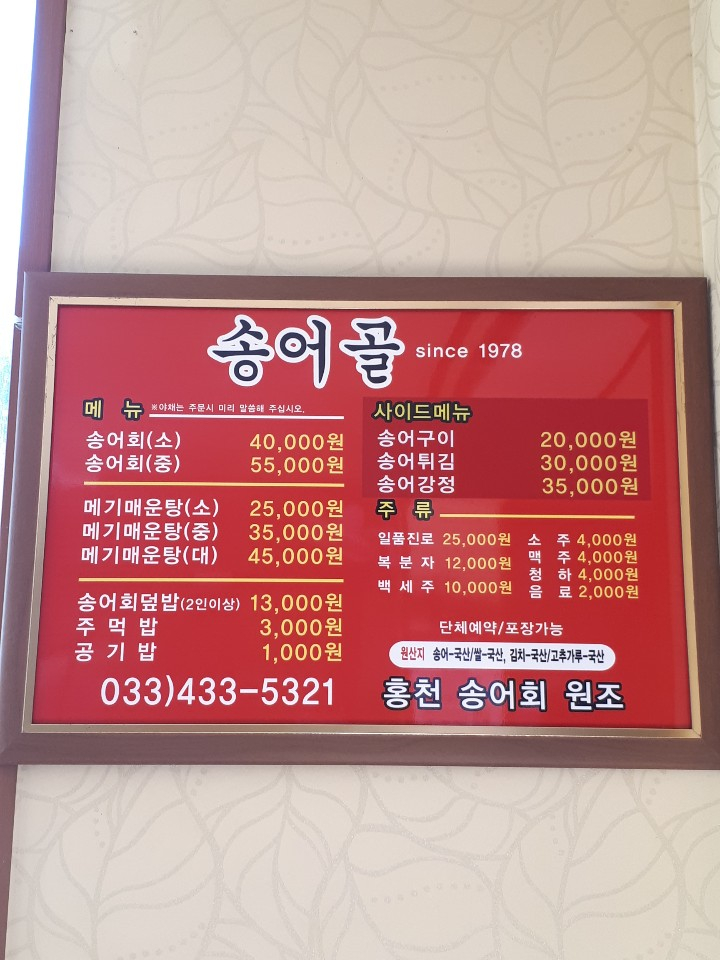 송어골 since 1978
메 뉴 ※야채는 주문시 미리 말씀해 주십시오.
송어회(소) 40,000원
송어회(중) 55,000원
메기매운탕(소) 25,000원
메기매운탕(중) 35,000원
메기매운탕(대) 45,000원
송어회덮밥(2인이상) 13,000원
주 먹 밥 3,000원
공 기 밥 1,000원
033)433-5321
사이드메뉴
송어구이 20,000원
송어튀김 30,000원
송어강정 35,000원
주 류
일품진로 25,000원
복 분 자 12,000원
백 세 주 10,000원
소 주 4,000원
맥 주 4,000원
청 하 4,000원
음 료 2,000원
단체예약/포장가능
원산지 송어-국산/쌀-국산, 김치-국산/고추가루-국산
홍천 송어회 원조